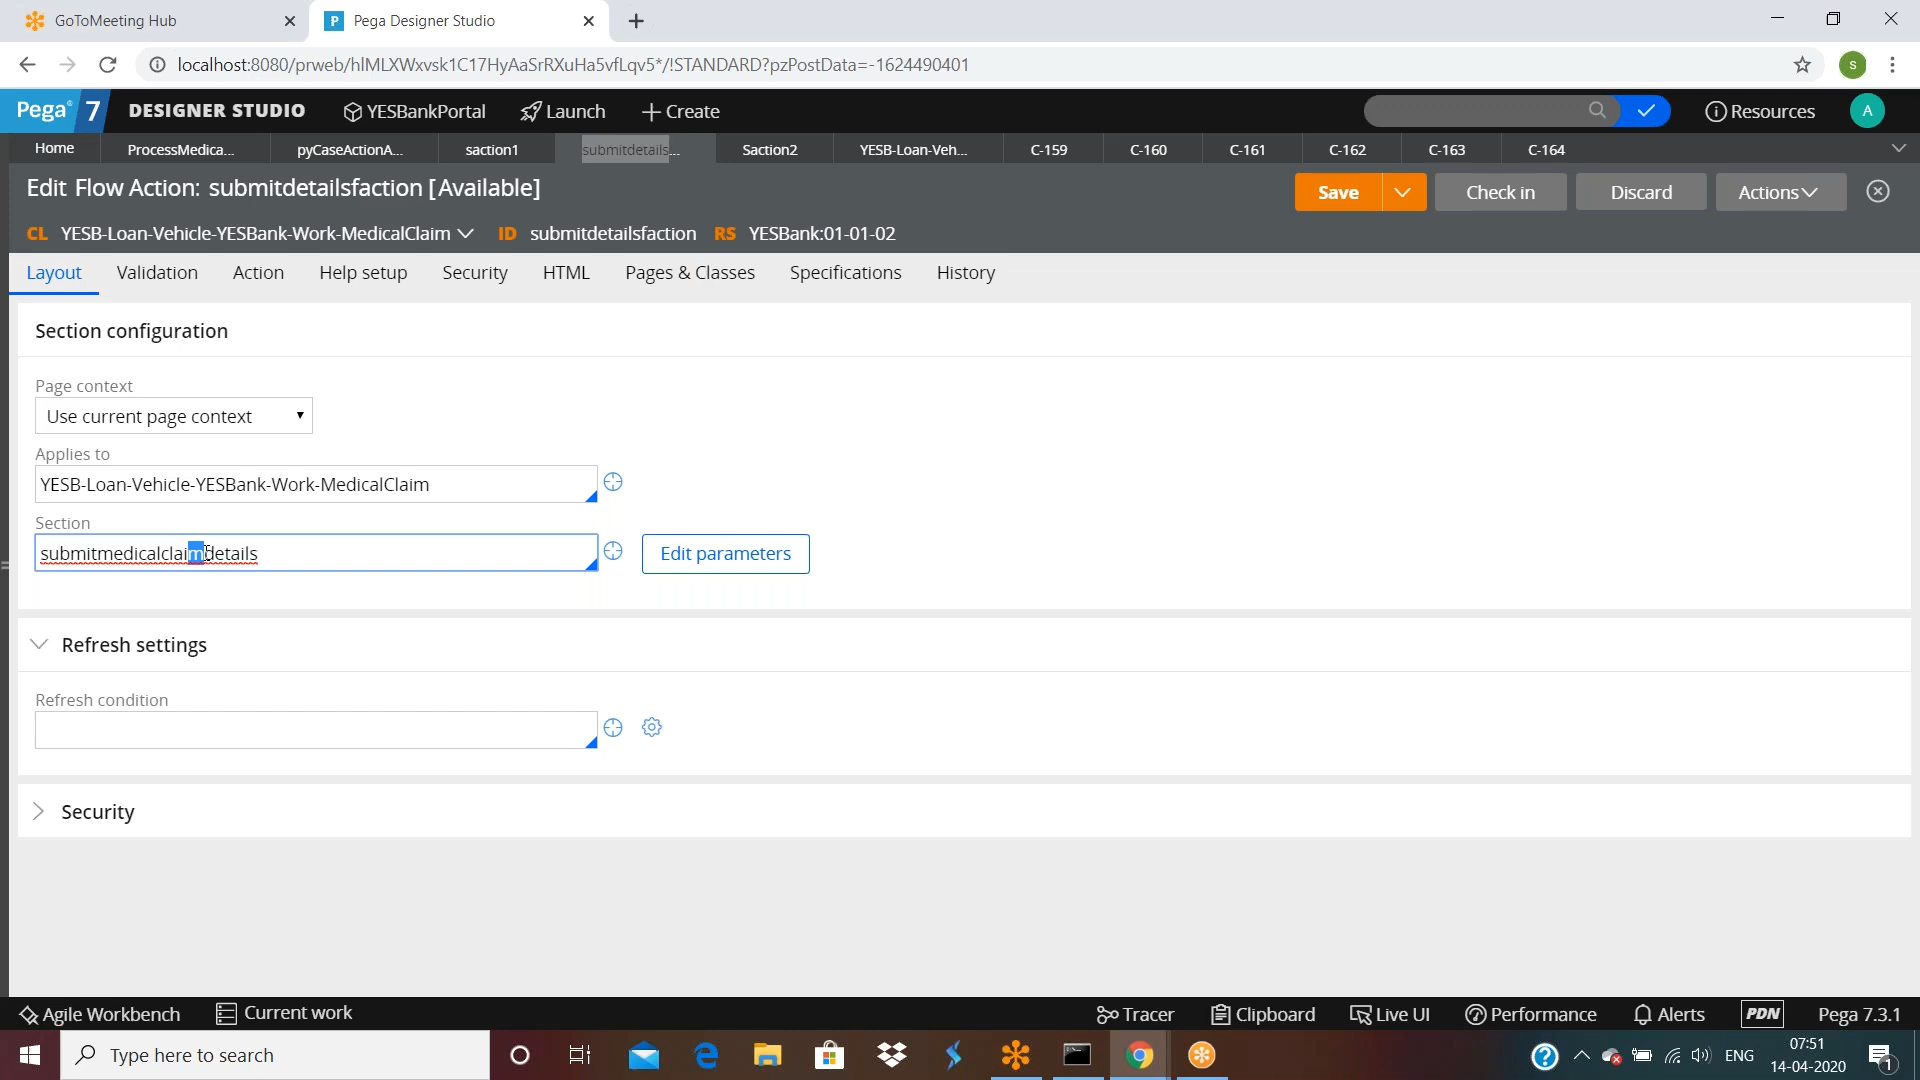 GoToMeeting Hub
P Pega Designer Studio
localhost:8080/prweb/hlMLXWxvsk1C17HyAaSrRXuHa5vfLqv5*/!STANDARD?pzPostData=-1624490401
s
Pega 7 DESIGNER STUDIO YESBankPortal Launch Create Resources A
Home ProcessMedica... pyCaseActionA... saction1 submitdetails... Saction2 YESB-Loan-Veh... C-159 C-160 C-161 C-162 C-163 C-164
Edit Flow Action: submitdetailsfaction [Available]
Save Check in Discard Actions
CL YESB-Loan-Vehicle-YESBank-Work-MedicalClaim ID submitdetailsfaction RS YESBank:01-01-02
Layout Validation Action Help setup Security HTML Pages & Classes Specifications History
Section configuration
Page context
Use current page context
Applies to
YESB-Loan-Vehicle-YESBank-Work-MedicalClaim
Section
submitmedicalclaimdetails
Edit parameters
Refresh settings
Refresh condition
Security
Agile Workbench Current work Tracer Clipboard Live UI Performance Alerts PDN Pega 7.3.1
Type here to search
ENG
07:51
14-04-2020
1